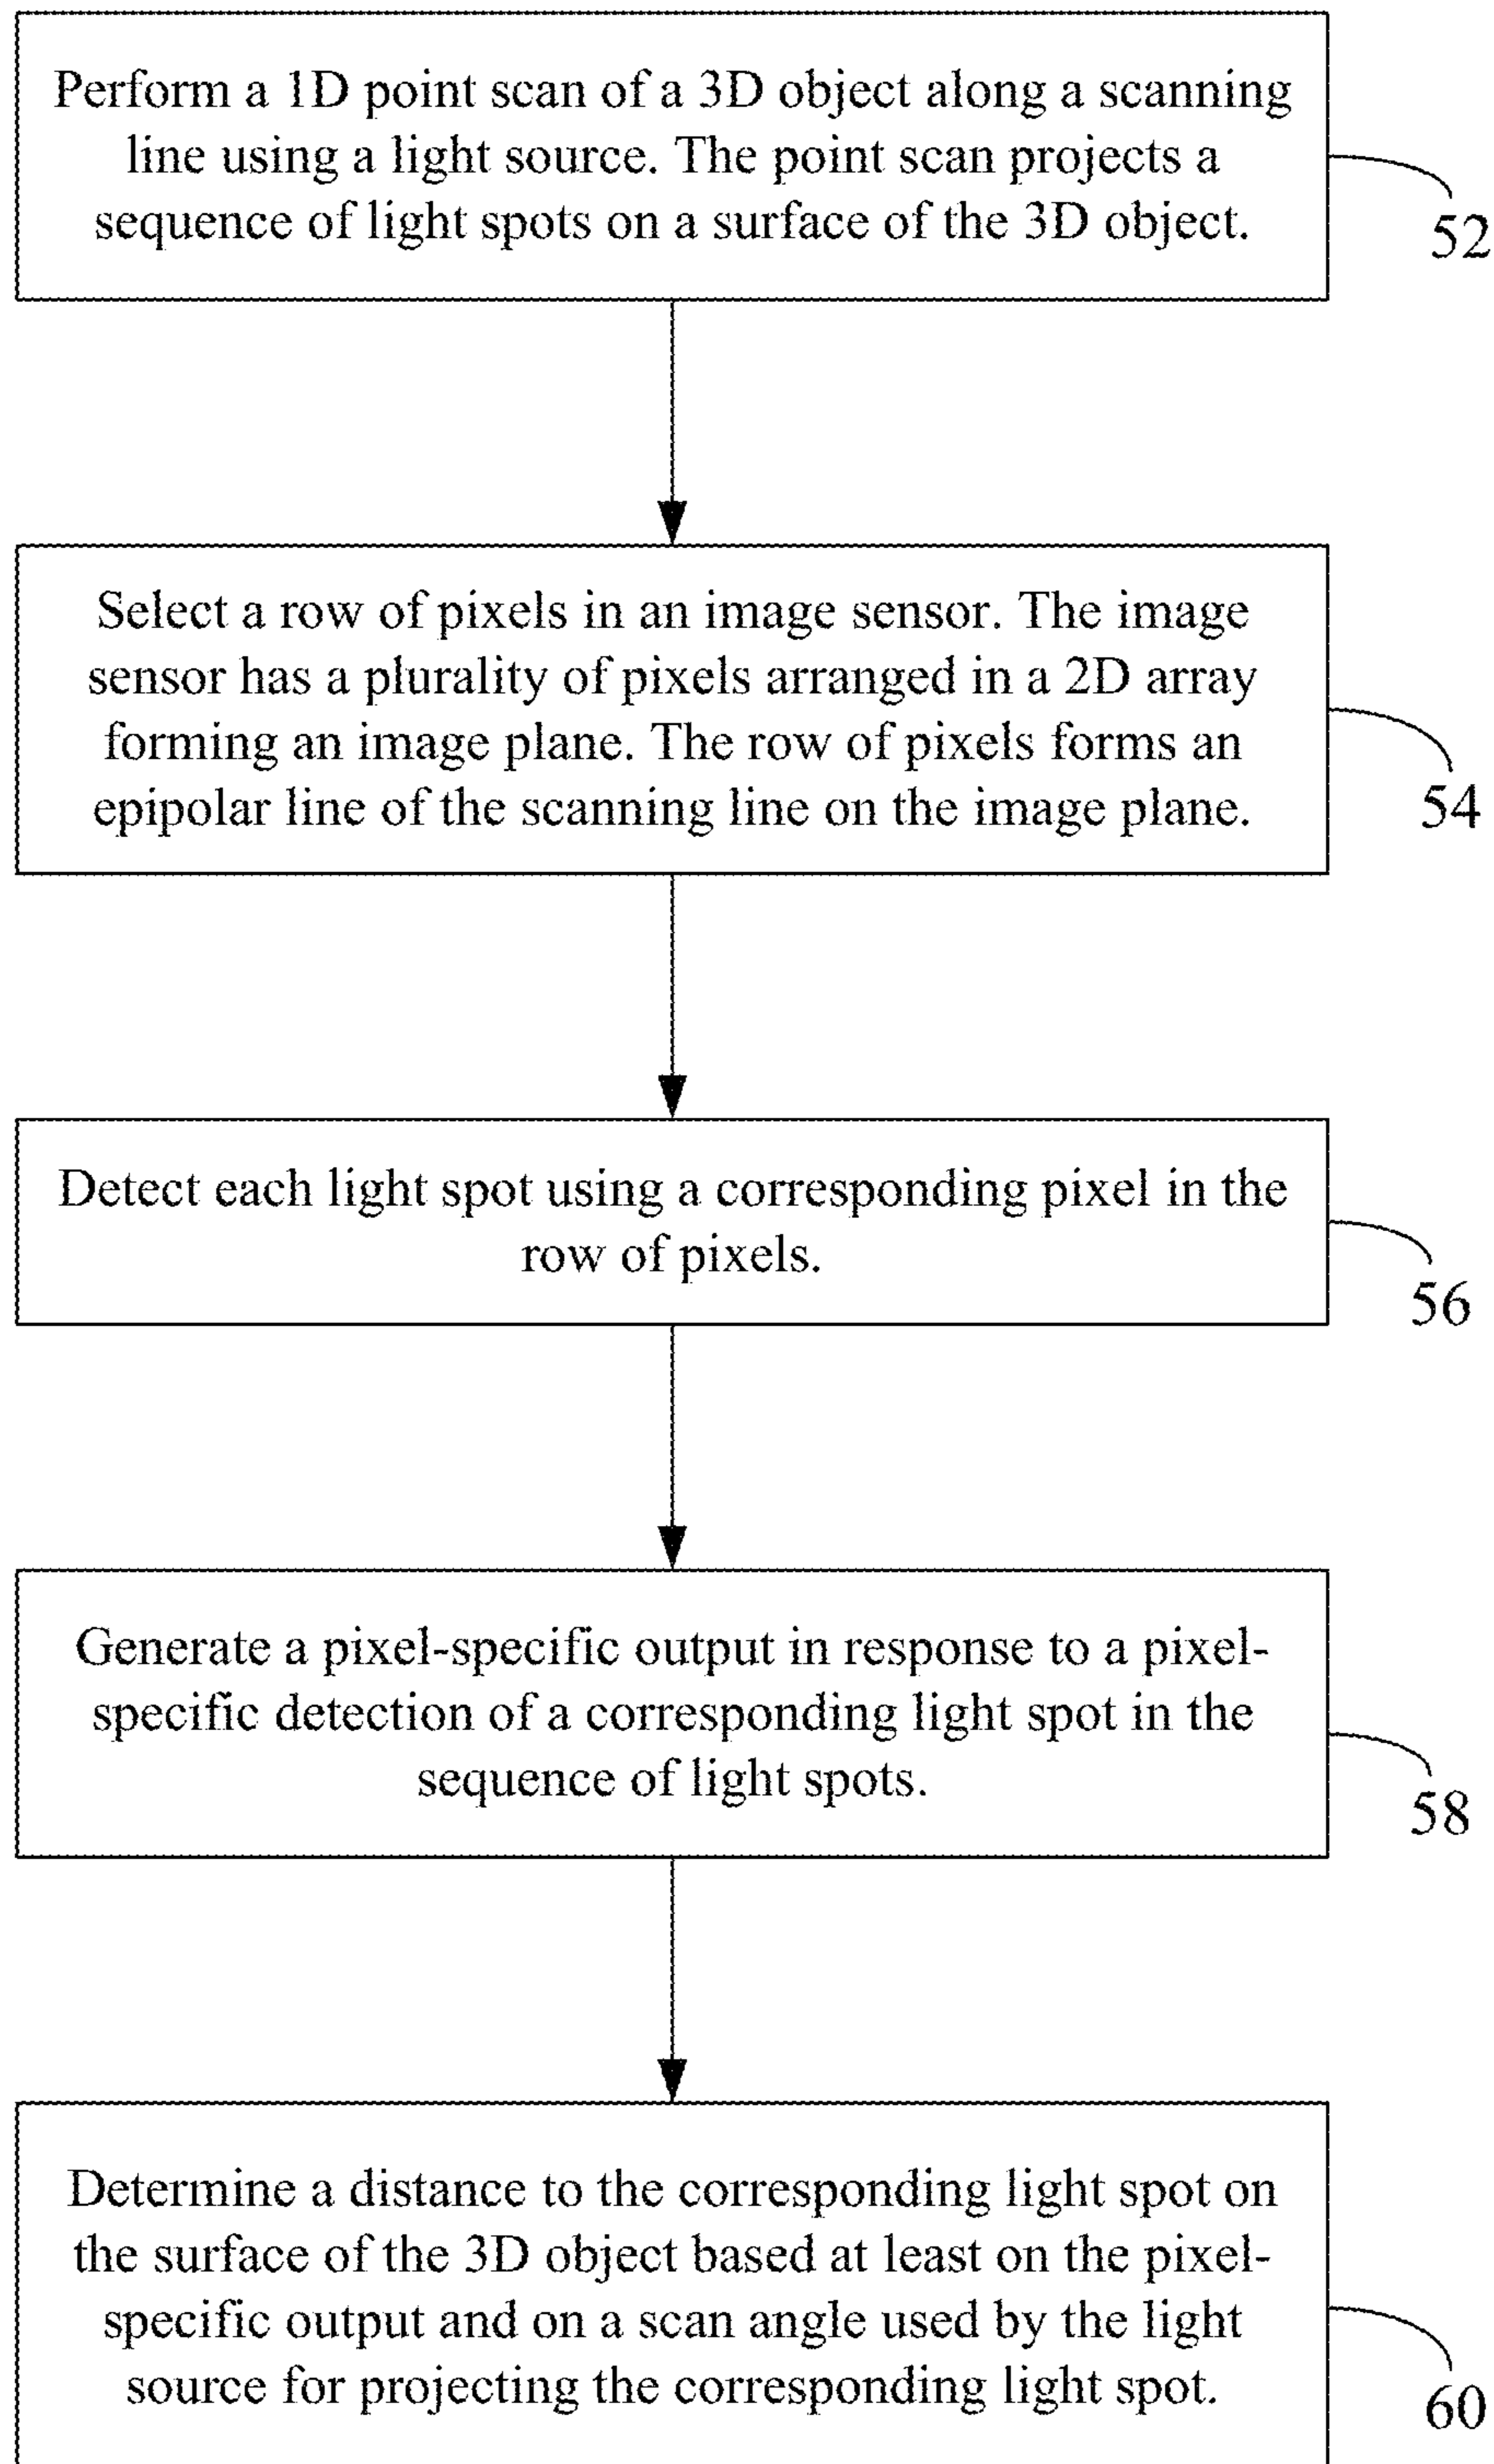 Perform a 1D point scan of a 3D object along a scanning
line using a light source. The point scan projects a
sequence of light spots on a surface of the 3D object.
52
Select a row of pixels in an image sensor. The image
sensor has a plurality of pixels arranged in a 2D array
forming an image plane. The row of pixels forms an
epipolar line of the scanning line on the image plane.
54
Detect each light spot using a corresponding pixel in the
row of pixels.
56
Generate a pixel-specific output in response to a pixel-
specific detection of a corresponding light spot in the
sequence of light spots.
58
Determine a distance to the corresponding light spot on
the surface of the 3D object based at least on the pixel-
specific output and on a scan angle used by the light
source for projecting the corresponding light spot.
60